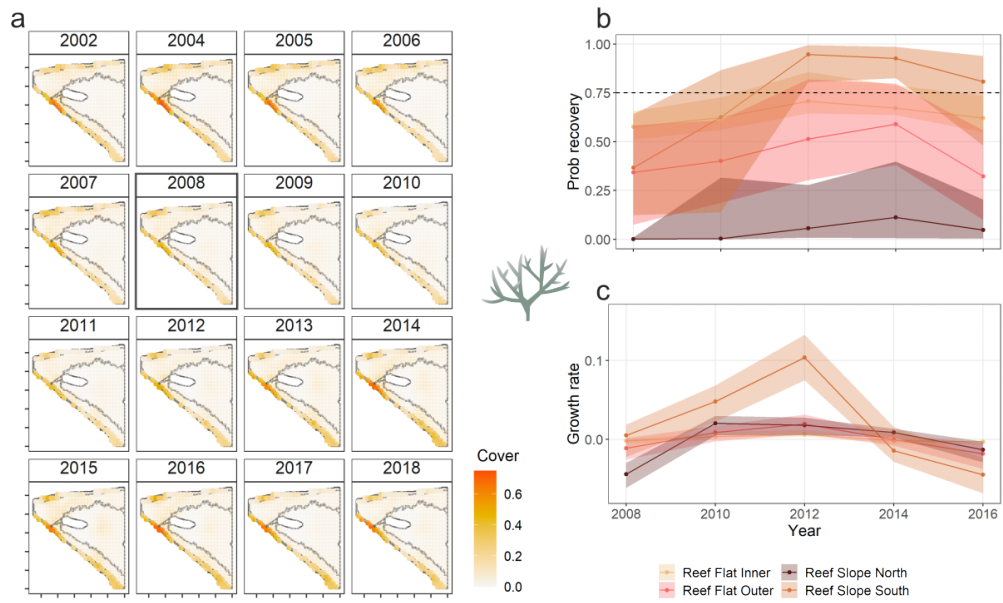 a
2002 2004 2005 2006
2007 2008 2009 2010
2011 2012 2013 2014
2015 2016 2017 2018
Cover
0.6
0.4
0.2
0.0
b
1.00
0.75
0.50
0.25
0.00
Prob recovery
c
0.1
0.0
Growth rate
2008 2010 2012 2014 2016
Year
Reef Flat Inner Reef Slope North
Reef Flat Outer Reef Slope South